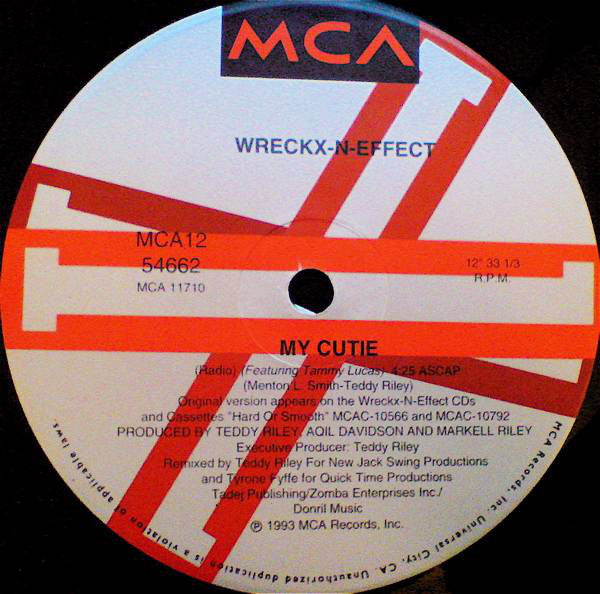 MCA
WRECKX-N-EFFECT
MCA12
54662
MCA 11710
12" 33 1/3
R.P.M.
MY CUTIE
(Radio) (Featuring Tammy Lucas) 4:25 ASCAP
(Menton L. Smith-Teddy Riley)
Original version appears on the Wreckx-N-Effect CDs
and Cassettes "Hard Or Smooth" MCAC-10566 and MCAC-10792
PRODUCED BY TEDDY RILEY, AQIL DAVIDSON AND MARKELL RILEY
Executive Producer: Teddy Riley
Remixed by Teddy Riley For New Jack Swing Productions
and Tyrone Fyffe for Quick Time Productions
Tadej Publishing/Zomba Enterprises Inc./
Donril Music
℗ 1993 MCA Records, Inc.
MCA Records, Inc. Universal City, CA. Unauthorized duplication is a violation of applicable laws.